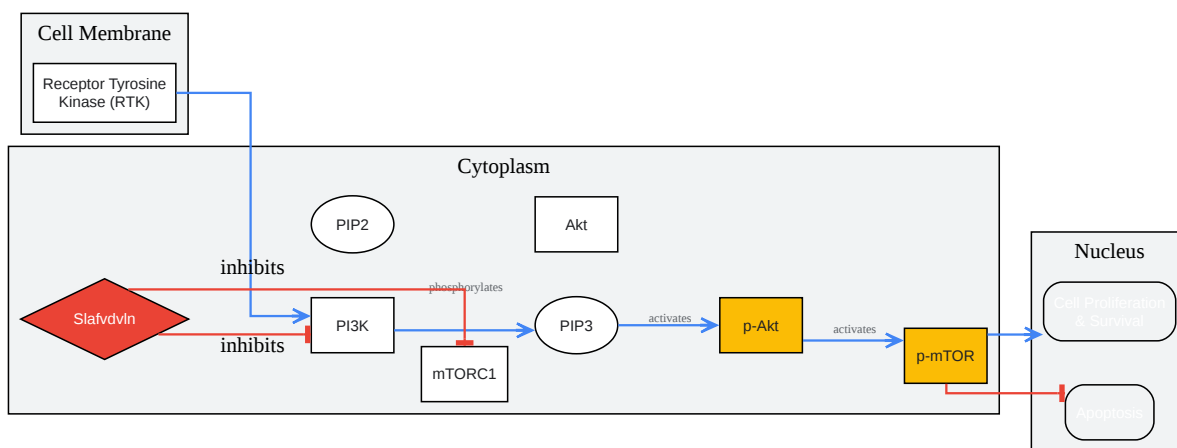 Cell Membrane
Receptor Tyrosine
Kinase (RTK)
Cytoplasm
PIP2
Akt
inhibits
phosphorylates
Slafvdvln
PI3K
PIP3
activates
p-Akt
activates
p-mTOR
inhibits
mTORC1
Nucleus
Cell Proliferation
& Survival
Apoptosis